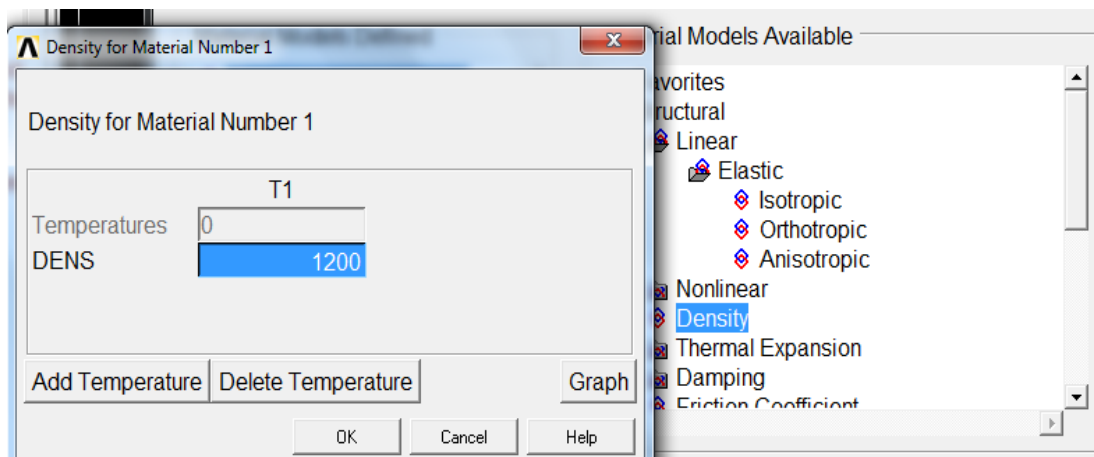 Density for Material Number 1
Density for Material Number 1
T1
Temperatures 0
DENS 1200
Add Temperature Delete Temperature Graph
OK Cancel Help
rial Models Available
avorites
ructural
Linear
Elastic
Isotropic
Orthotropic
Anisotropic
Nonlinear
Density
Thermal Expansion
Damping
Friction Coefficient